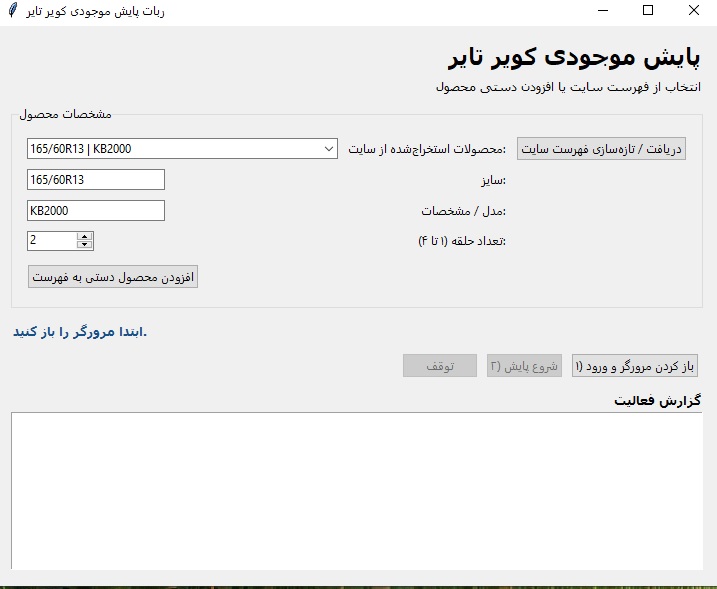 ربات پایش موجودی کویر تایر
پایش موجودی کویر تایر
انتخاب از فهرست سایت یا افزودن دستی محصول
مشخصات محصول
دریافت / تازه‌سازی فهرست سایت
محصولات استخراج‌شده از سایت:
165/60R13 | KB2000
سایز:
165/60R13
مدل / مشخصات:
KB2000
تعداد حلقه (۱ تا ۴):
2
افزودن محصول دستی به فهرست
ابتدا مرورگر را باز کنید.
۱) باز کردن مرورگر و ورود
۲) شروع پایش
توقف
گزارش فعالیت